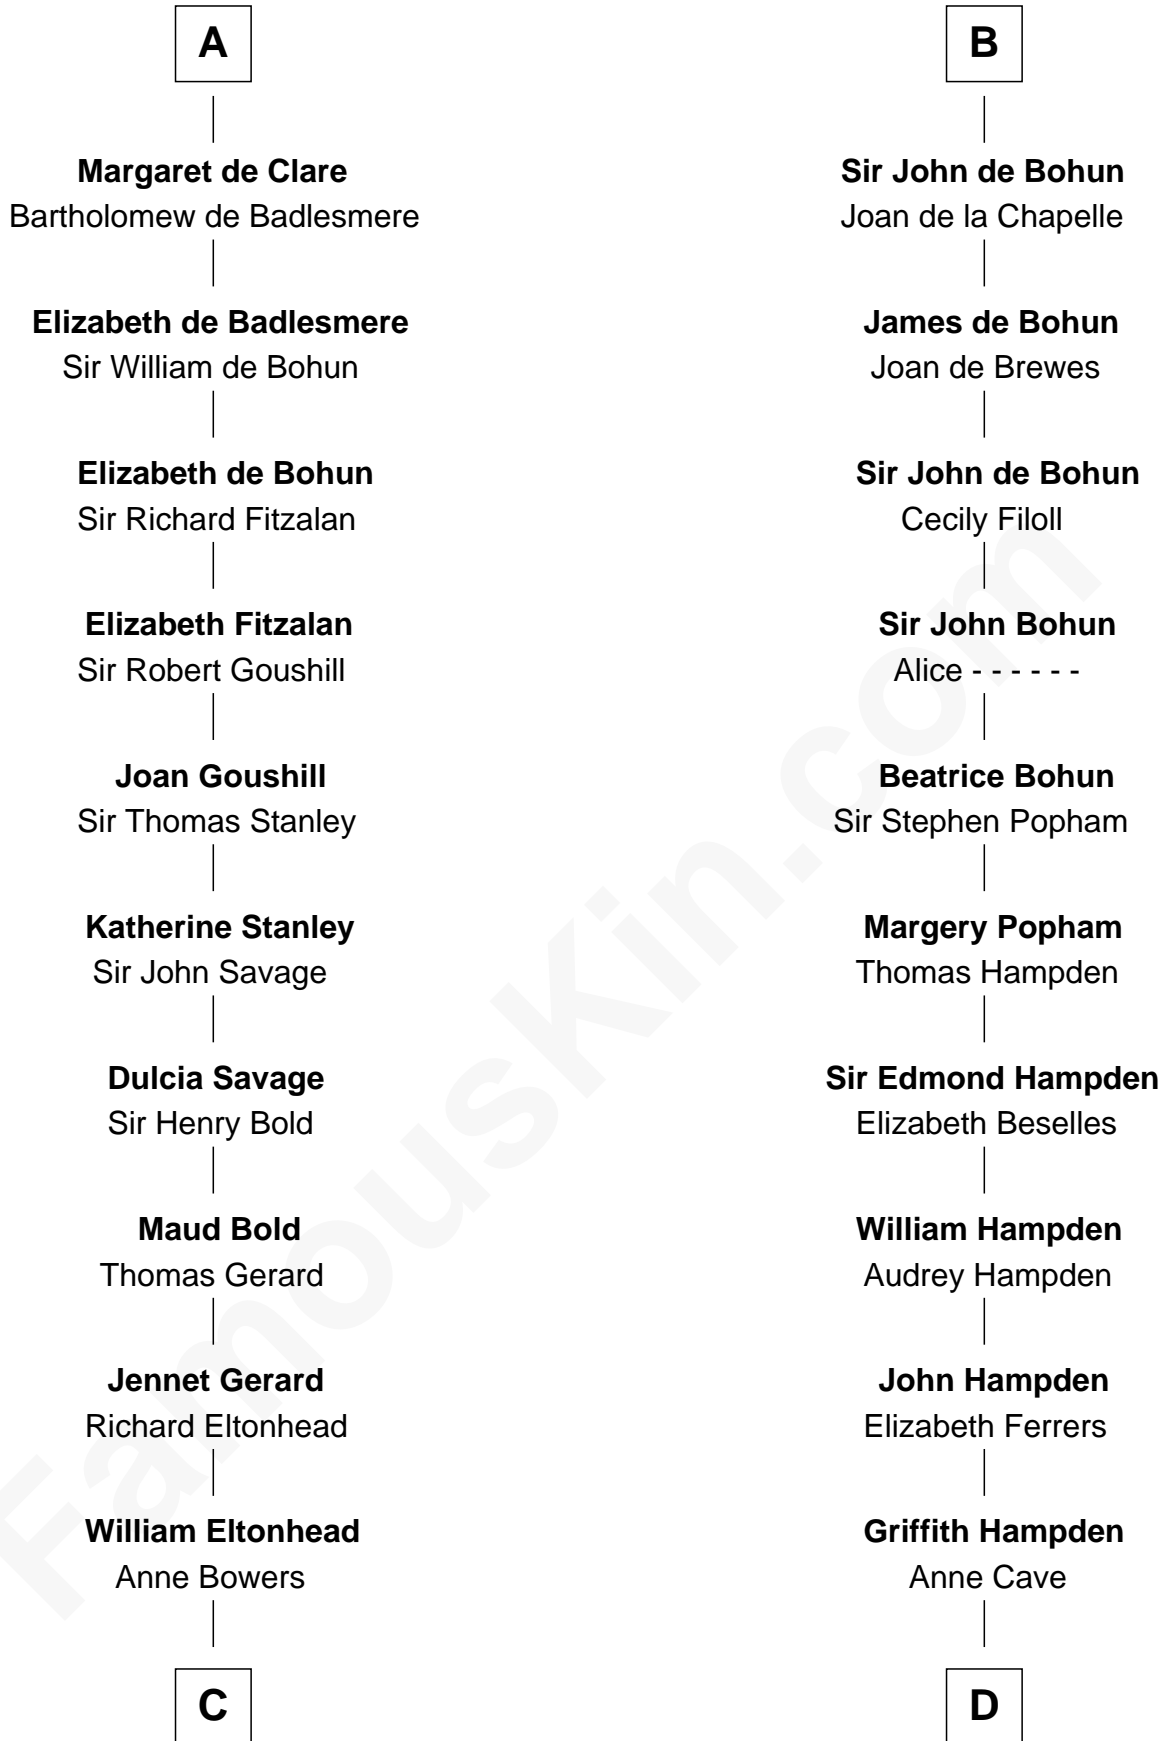 A
Margaret de Clare
Bartholomew de Badlesmere
Elizabeth de Badlesmere
Sir William de Bohun
Elizabeth de Bohun
Sir Richard Fitzalan
Elizabeth Fitzalan
Sir Robert Goushill
Joan Goushill
Sir Thomas Stanley
Katherine Stanley
Sir John Savage
Dulcia Savage
Sir Henry Bold
Maud Bold
Thomas Gerard
Jennet Gerard
Richard Eltonhead
William Eltonhead
Anne Bowers
C
B
Sir John de Bohun
Joan de la Chapelle
James de Bohun
Joan de Brewes
Sir John de Bohun
Cecily Filoll
Sir John Bohun
Alice - - - - - -
Beatrice Bohun
Sir Stephen Popham
Margery Popham
Thomas Hampden
Sir Edmond Hampden
Elizabeth Beselles
William Hampden
Audrey Hampden
John Hampden
Elizabeth Ferrers
Griffith Hampden
Anne Cave
D
FamousKin.com